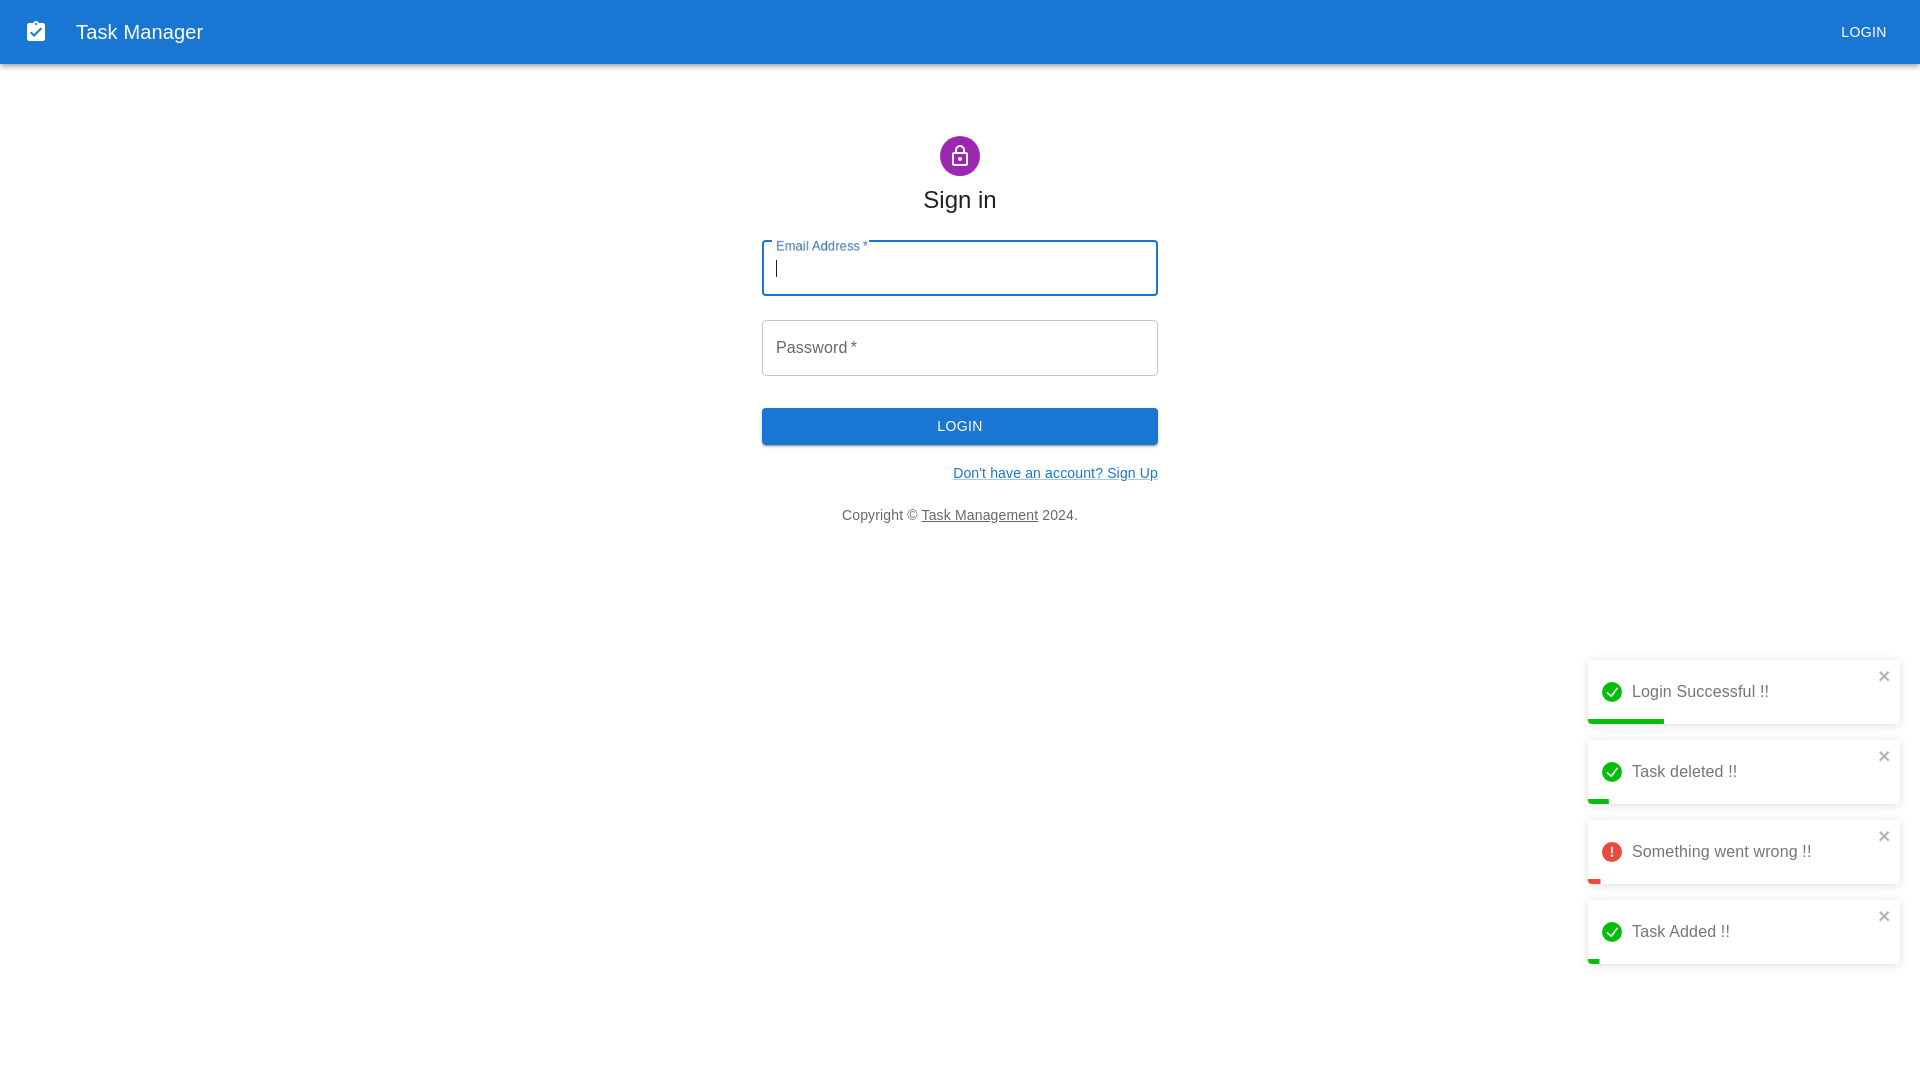 Task Manager
LOGIN
Sign in
Email Address *
Password *
LOGIN
Don't have an account? Sign Up
Copyright © Task Management 2024.
Login Successful !!
Task deleted !!
Something went wrong !!
Task Added !!